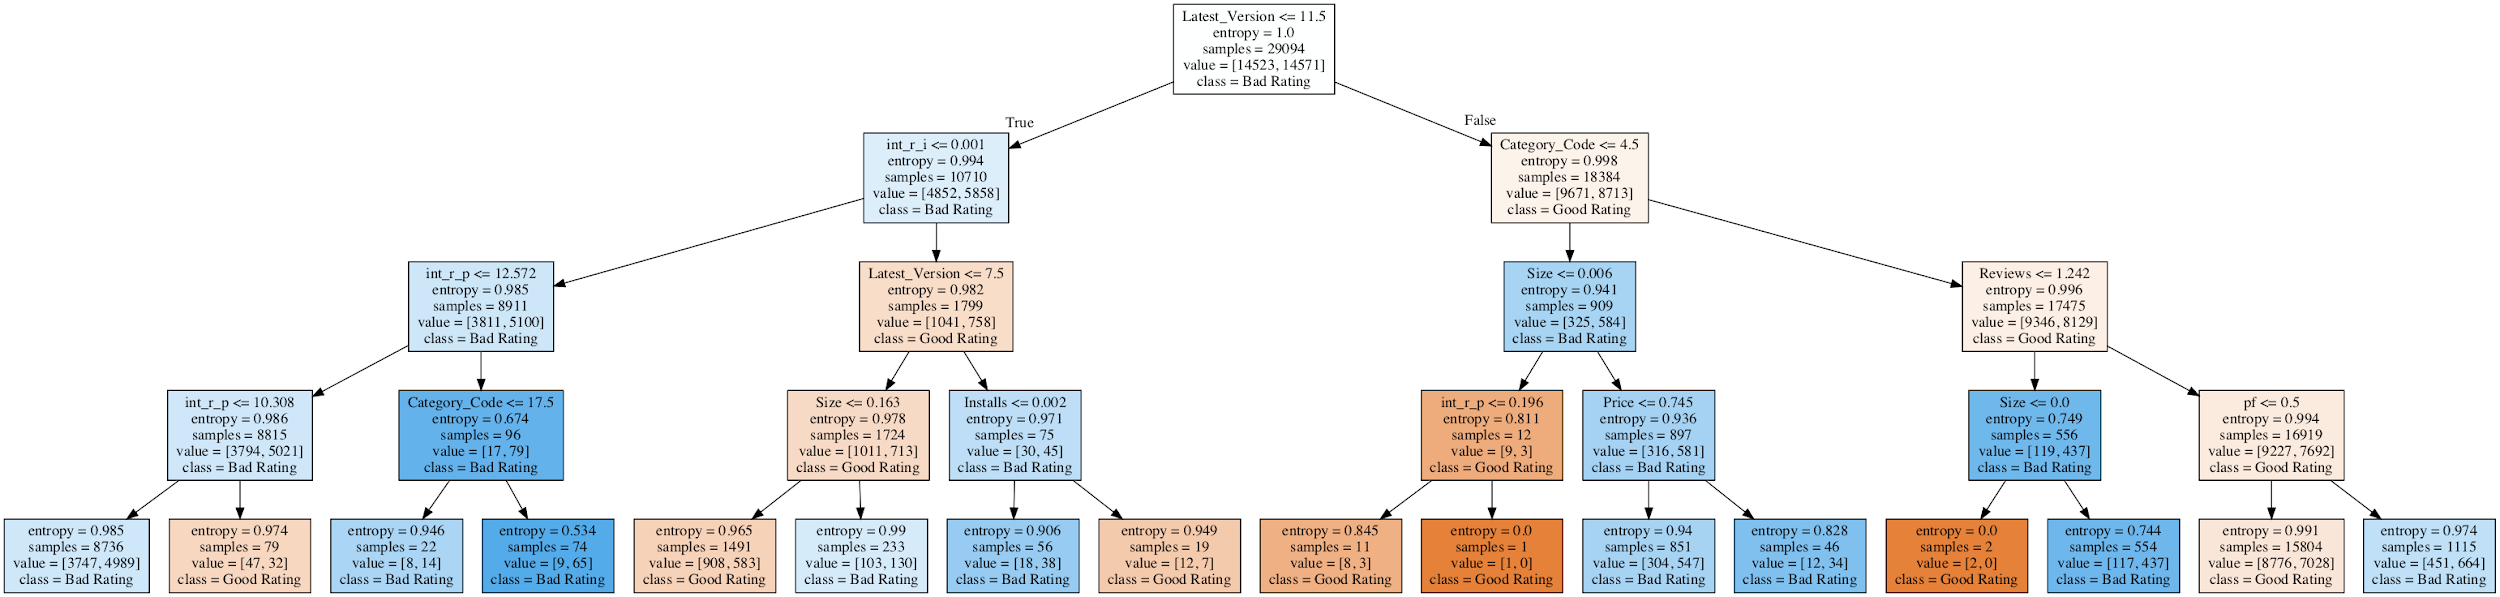 Latest_Version <= 11.5
entropy = 1.0
samples = 29094
value = [14523, 14571]
class = Bad Rating
True
False
int_r_i <= 0.001
entropy = 0.994
samples = 10710
value = [4852, 5858]
class = Bad Rating
Category_Code <= 4.5
entropy = 0.998
samples = 18384
value = [9671, 8713]
class = Good Rating
int_r_p <= 12.572
entropy = 0.985
samples = 8911
value = [3811, 5100]
class = Bad Rating
Latest_Version <= 7.5
entropy = 0.982
samples = 1799
value = [1041, 758]
class = Good Rating
Size <= 0.006
entropy = 0.941
samples = 909
value = [325, 584]
class = Bad Rating
Reviews <= 1.242
entropy = 0.996
samples = 17475
value = [9346, 8129]
class = Good Rating
int_r_p <= 10.308
entropy = 0.986
samples = 8815
value = [3794, 5021]
class = Bad Rating
Category_Code <= 17.5
entropy = 0.674
samples = 96
value = [17, 79]
class = Bad Rating
Size <= 0.163
entropy = 0.978
samples = 1724
value = [1011, 713]
class = Good Rating
Installs <= 0.002
entropy = 0.971
samples = 75
value = [30, 45]
class = Bad Rating
int_r_p <= 0.196
entropy = 0.811
samples = 12
value = [9, 3]
class = Good Rating
Price <= 0.745
entropy = 0.936
samples = 897
value = [316, 581]
class = Bad Rating
Size <= 0.0
entropy = 0.749
samples = 556
value = [119, 437]
class = Bad Rating
pf <= 0.5
entropy = 0.994
samples = 16919
value = [9227, 7692]
class = Good Rating
entropy = 0.985
samples = 8736
value = [3747, 4989]
class = Bad Rating
entropy = 0.974
samples = 79
value = [47, 32]
class = Good Rating
entropy = 0.946
samples = 22
value = [8, 14]
class = Bad Rating
entropy = 0.534
samples = 74
value = [9, 65]
class = Bad Rating
entropy = 0.965
samples = 1491
value = [908, 583]
class = Good Rating
entropy = 0.99
samples = 233
value = [103, 130]
class = Bad Rating
entropy = 0.906
samples = 56
value = [18, 38]
class = Bad Rating
entropy = 0.949
samples = 19
value = [12, 7]
class = Good Rating
entropy = 0.845
samples = 11
value = [8, 3]
class = Good Rating
entropy = 0.0
samples = 1
value = [1, 0]
class = Good Rating
entropy = 0.94
samples = 851
value = [304, 547]
class = Bad Rating
entropy = 0.828
samples = 46
value = [12, 34]
class = Bad Rating
entropy = 0.0
samples = 2
value = [2, 0]
class = Good Rating
entropy = 0.744
samples = 554
value = [117, 437]
class = Bad Rating
entropy = 0.991
samples = 15804
value = [8776, 7028]
class = Good Rating
entropy = 0.974
samples = 1115
value = [451, 664]
class = Bad Rating